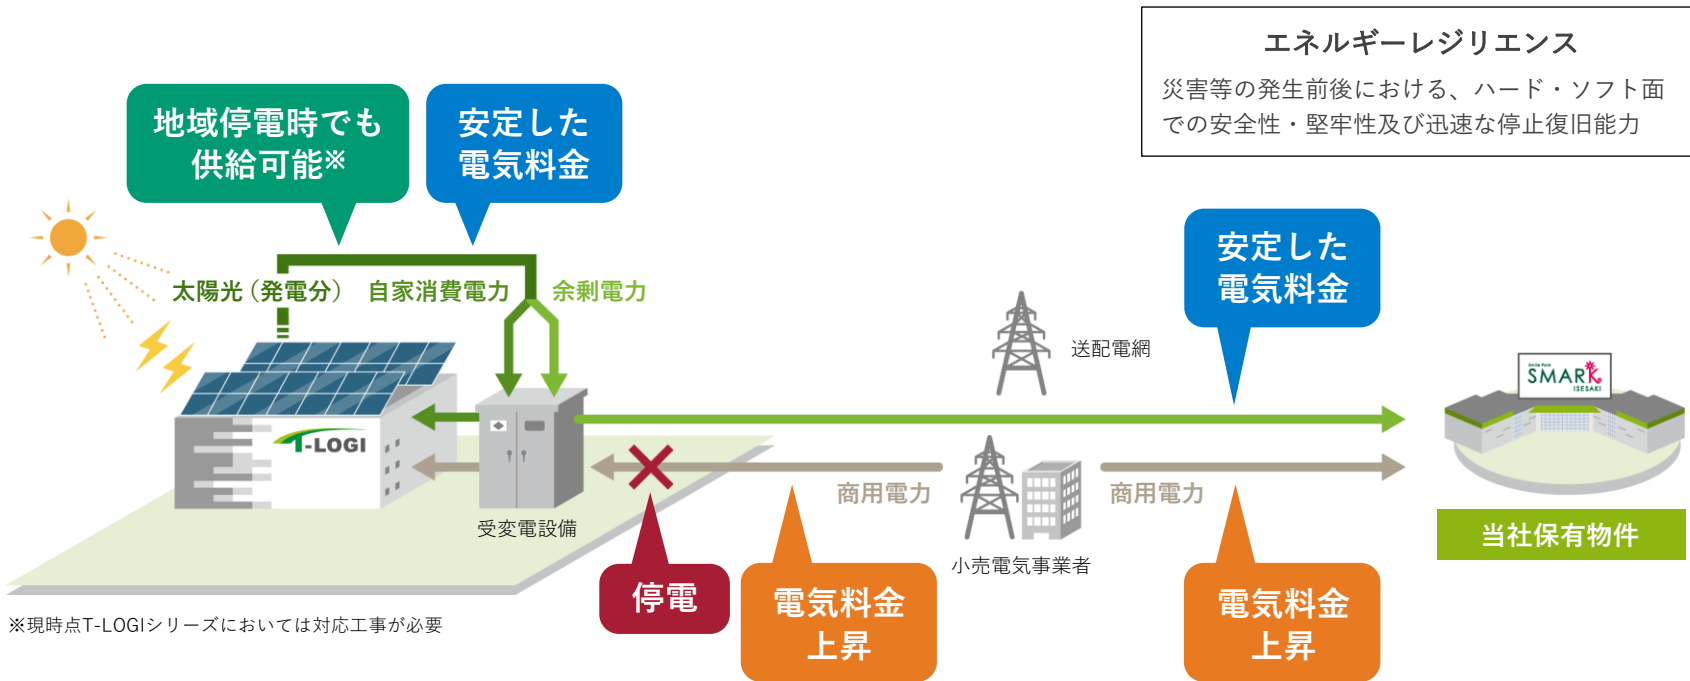 エネルギーレジリエンス
災害等の発生前後における、ハード・ソフト面
での安全性・堅牢性及び迅速な停止復旧能力
地域停電時でも
供給可能※
安定した
電気料金
太陽光（発電分）
自家消費電力
余剰電力
安定した
電気料金
送配電網
Smile Park
SMARK
ISESAKI
T-LOGI
商用電力
商用電力
受変電設備
小売電気事業者
当社保有物件
停電
電気料金
上昇
電気料金
上昇
※現時点T-LOGIシリーズにおいては対応工事が必要